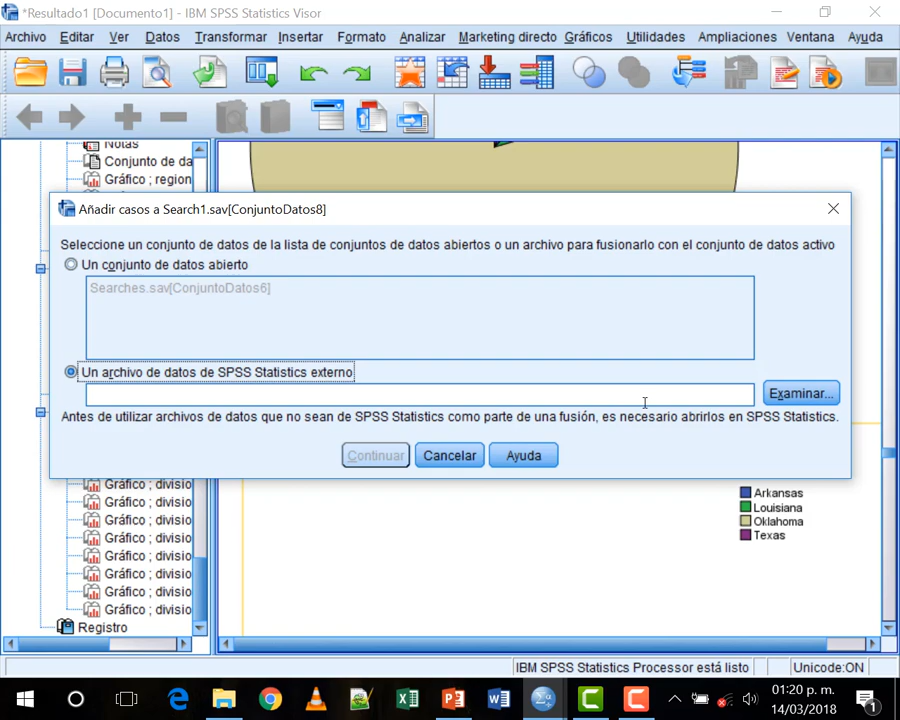 *Resultado1 [Documento1] - IBM SPSS Statistics Visor
Archivo Editar Ver Datos Transformar Insertar Formato Analizar Marketing directo Gráficos Utilidades Ampliaciones Ventana Ayuda
Notas
Conjunto de da
Gráfico ; region
Añadir casos a Search1.sav[ConjuntoDatos8]
Seleccione un conjunto de datos de la lista de conjuntos de datos abiertos o un archivo para fusionarlo con el conjunto de datos activo
Un conjunto de datos abierto
Searches.sav[ConjuntoDatos6]
Un archivo de datos de SPSS Statistics externo
Examinar...
Antes de utilizar archivos de datos que no sean de SPSS Statistics como parte de una fusión, es necesario abrirlos en SPSS Statistics.
Continuar Cancelar Ayuda
Gráfico ; divisio
Gráfico ; divisio
Gráfico ; divisio
Gráfico ; divisio
Gráfico ; divisio
Gráfico ; divisio
Gráfico ; divisio
Gráfico ; divisio
Registro
Arkansas
Louisiana
Oklahoma
Texas
IBM SPSS Statistics Processor está listo
Unicode:ON
01:20 p. m.
14/03/2018
1